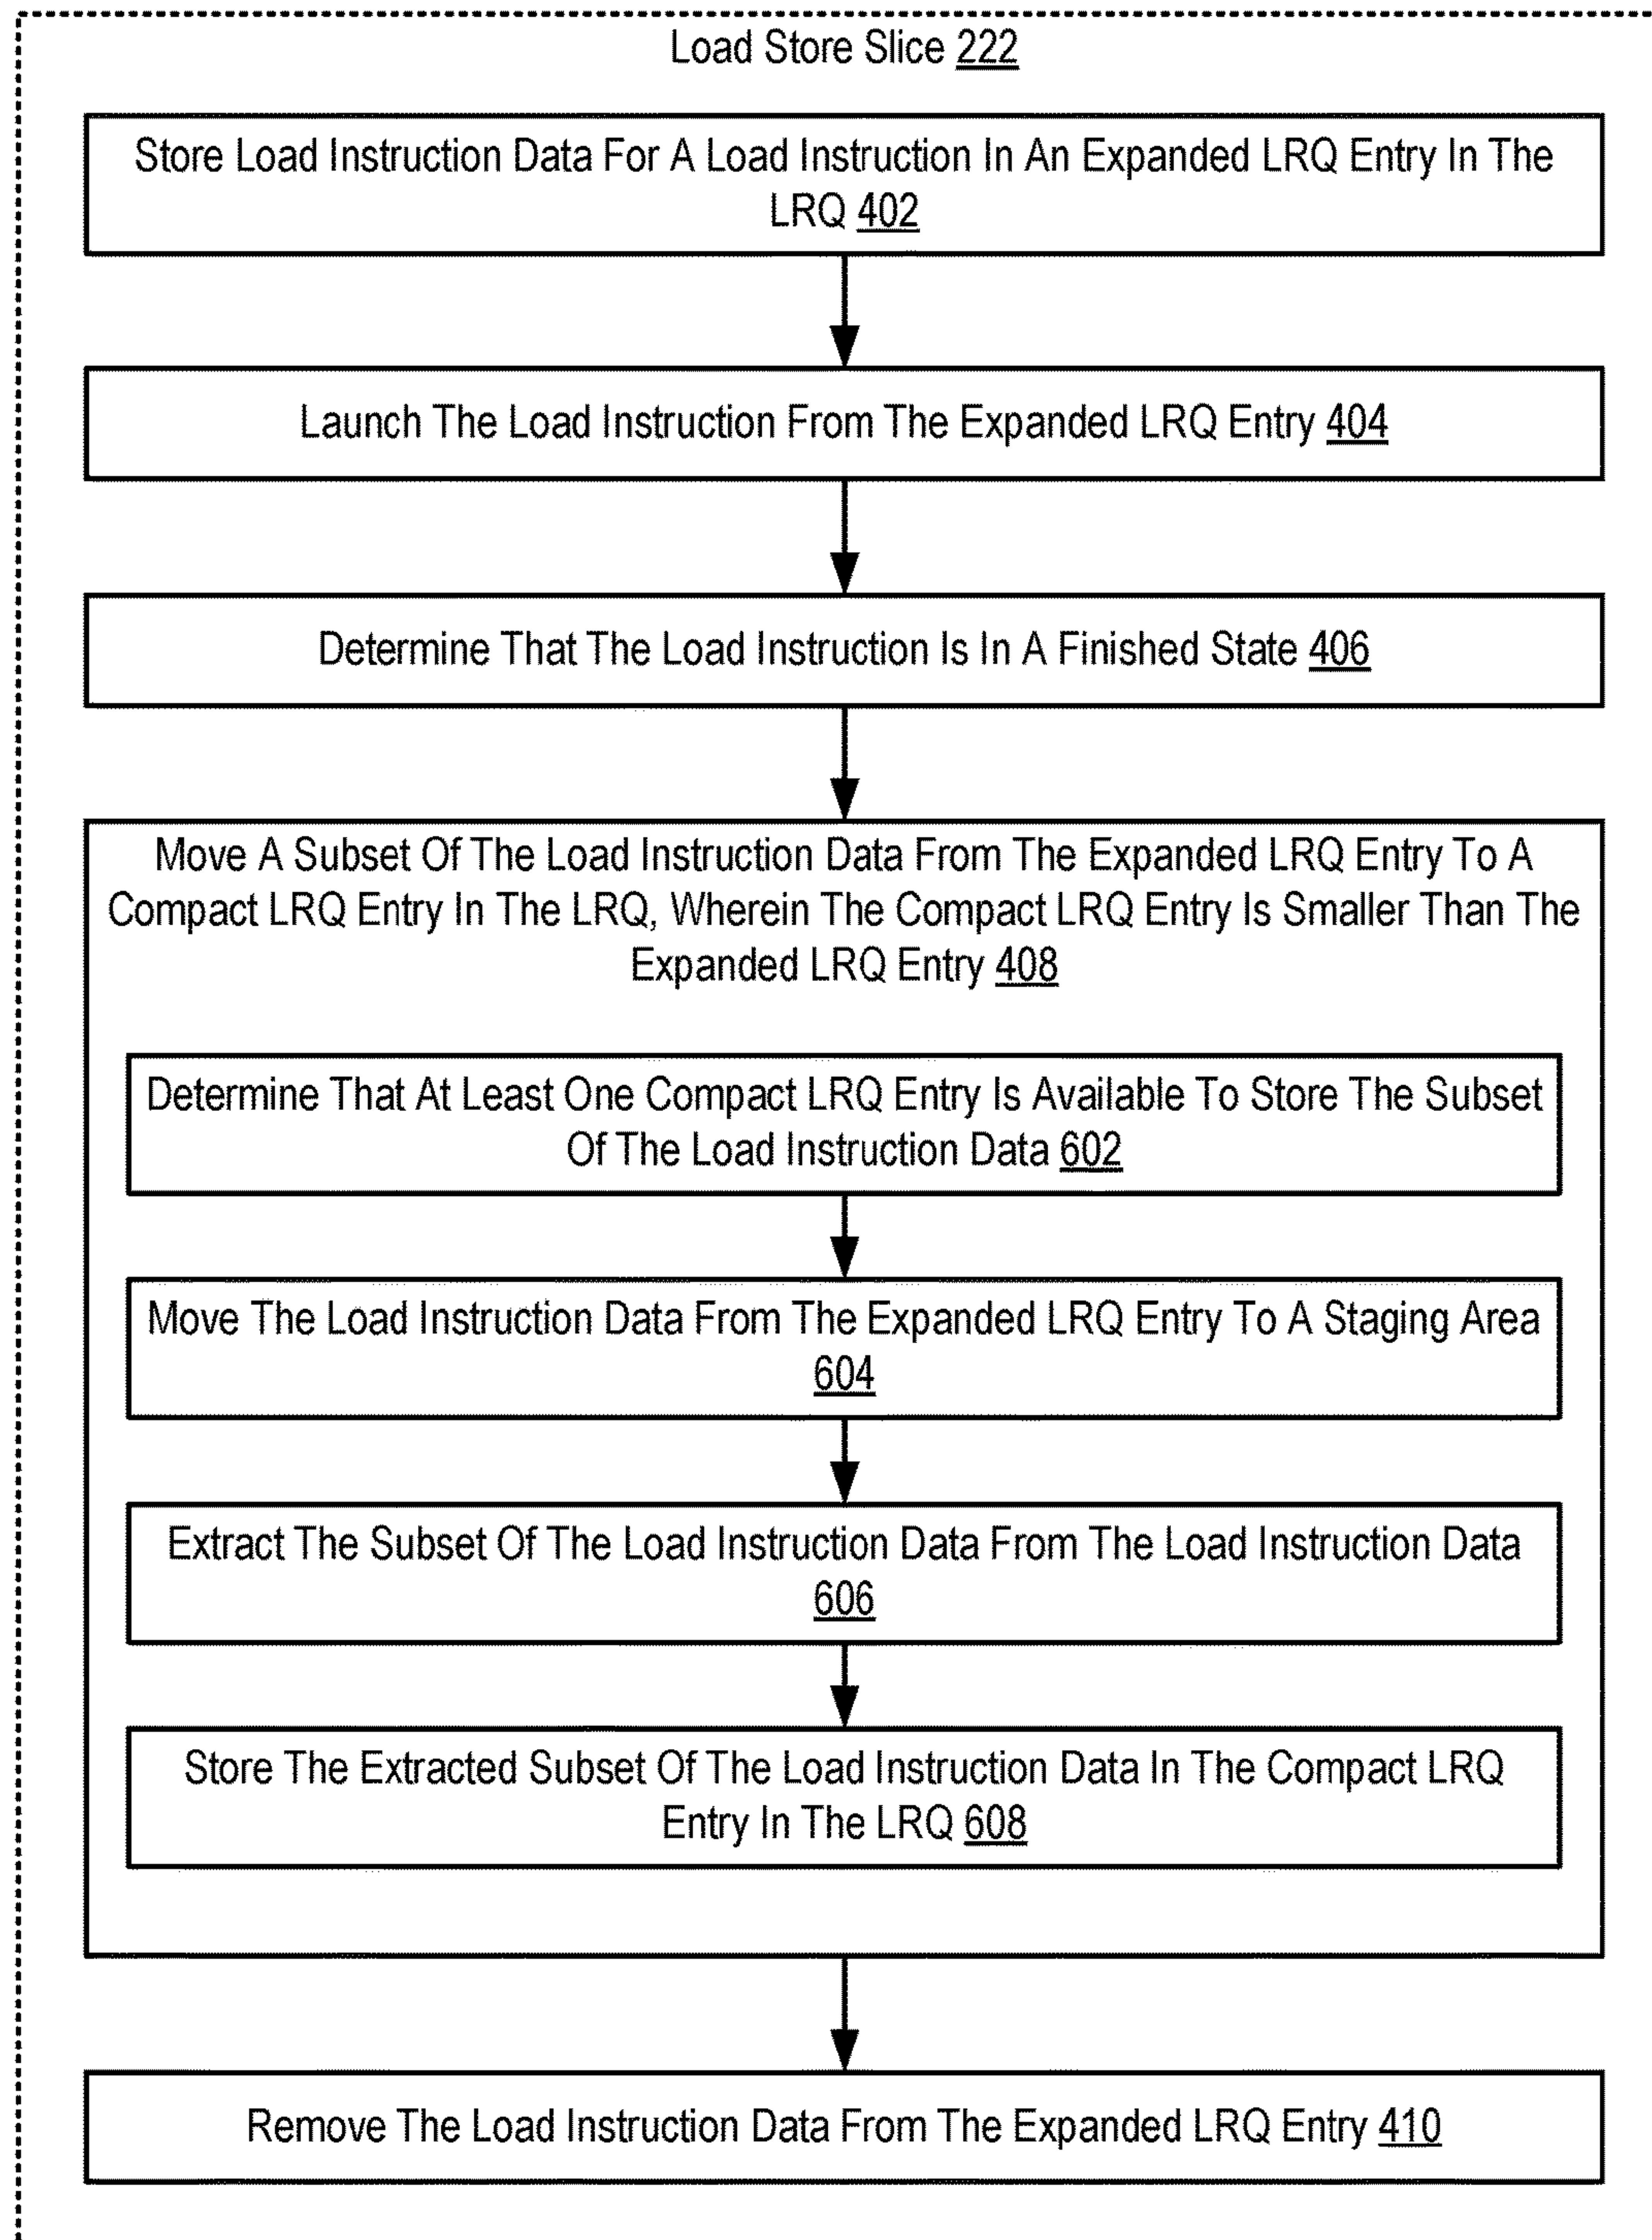 Load Store Slice 222
Store Load Instruction Data For A Load Instruction In An Expanded LRQ Entry In The
LRQ 402
Launch The Load Instruction From The Expanded LRQ Entry 404
Determine That The Load Instruction Is In A Finished State 406
Move A Subset Of The Load Instruction Data From The Expanded LRQ Entry To A
Compact LRQ Entry In The LRQ, Wherein The Compact LRQ Entry Is Smaller Than The
Expanded LRQ Entry 408
Determine That At Least One Compact LRQ Entry Is Available To Store The Subset
Of The Load Instruction Data 602
Move The Load Instruction Data From The Expanded LRQ Entry To A Staging Area
604
Extract The Subset Of The Load Instruction Data From The Load Instruction Data
606
Store The Extracted Subset Of The Load Instruction Data In The Compact LRQ
Entry In The LRQ 608
Remove The Load Instruction Data From The Expanded LRQ Entry 410